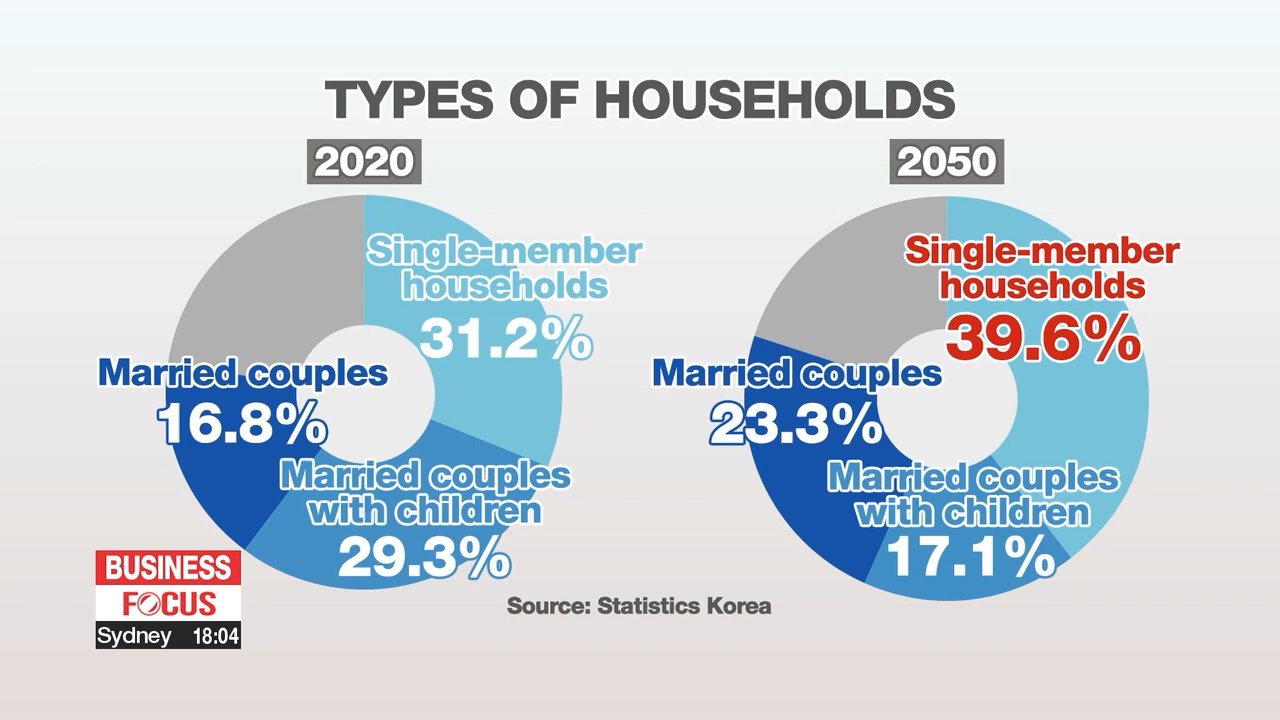 TYPES OF HOUSEHOLDS
2020
Single-member
households
31.2%
Married couples
16.8%
Married couples
with children
29.3%
2050
Single-member
households
39.6%
Married couples
23.3%
Married couples
with children
17.1%
Source: Statistics Korea
BUSINESS
FOCUS
Sydney 18:04